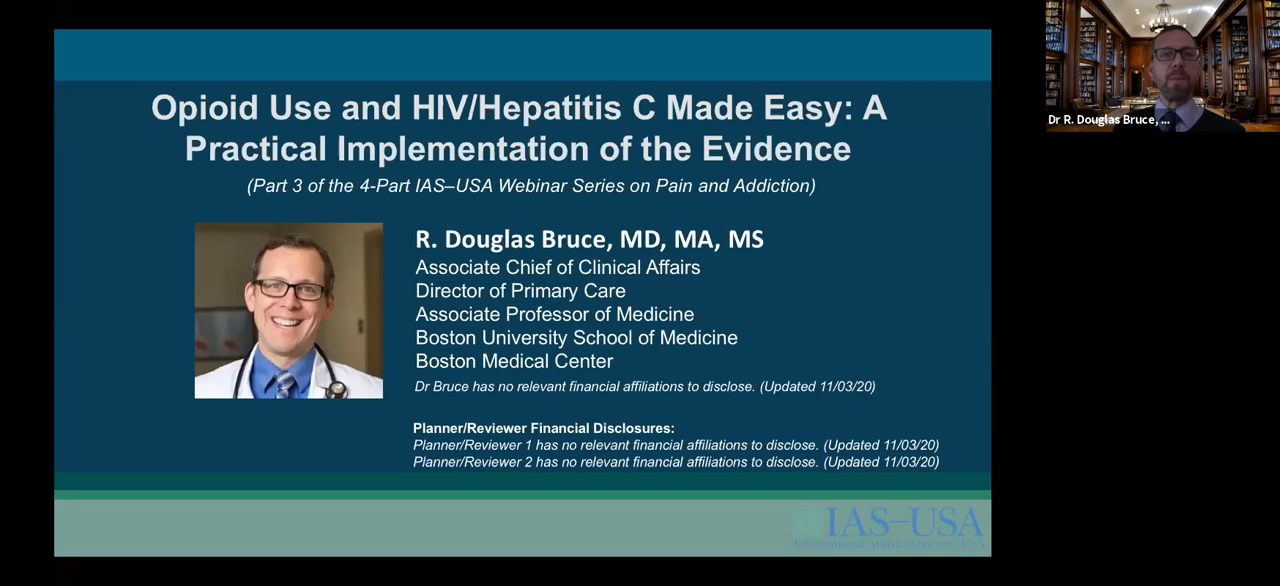 Opioid Use and HIV/Hepatitis C Made Easy: A
Practical Implementation of the Evidence
(Part 3 of the 4-Part IAS–USA Webinar Series on Pain and Addiction)
R. Douglas Bruce, MD, MA, MS
Associate Chief of Clinical Affairs
Director of Primary Care
Associate Professor of Medicine
Boston University School of Medicine
Boston Medical Center
Dr Bruce has no relevant financial affiliations to disclose. (Updated 11/03/20)
Planner/Reviewer Financial Disclosures:
Planner/Reviewer 1 has no relevant financial affiliations to disclose. (Updated 11/03/20)
Planner/Reviewer 2 has no relevant financial affiliations to disclose. (Updated 11/03/20)
IAS–USA
International Antiviral Society–USA
Dr R. Douglas Bruce, ...